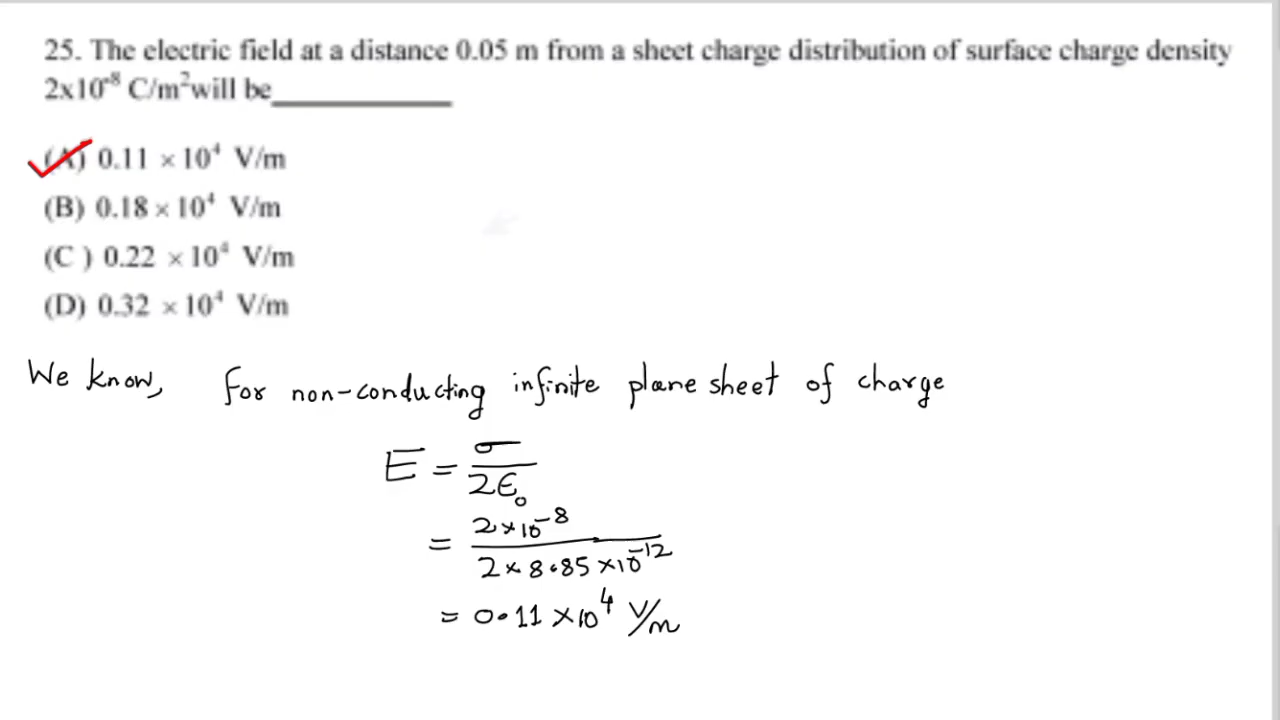 25. The electric field at a distance 0.05 m from a sheet charge distribution of surface charge density
2x10⁻⁸ C/m² will be____________
(A) 0.11 × 10⁴ V/m
(B) 0.18 × 10⁴ V/m
(C ) 0.22 × 10⁴ V/m
(D) 0.32 × 10⁴ V/m
We know, For non-conducting infinite plane sheet of charge
E = σ/2ϵ₀
= 2×10⁻⁸/2×8.85×10⁻¹²
= 0.11 ×10⁴ V/m